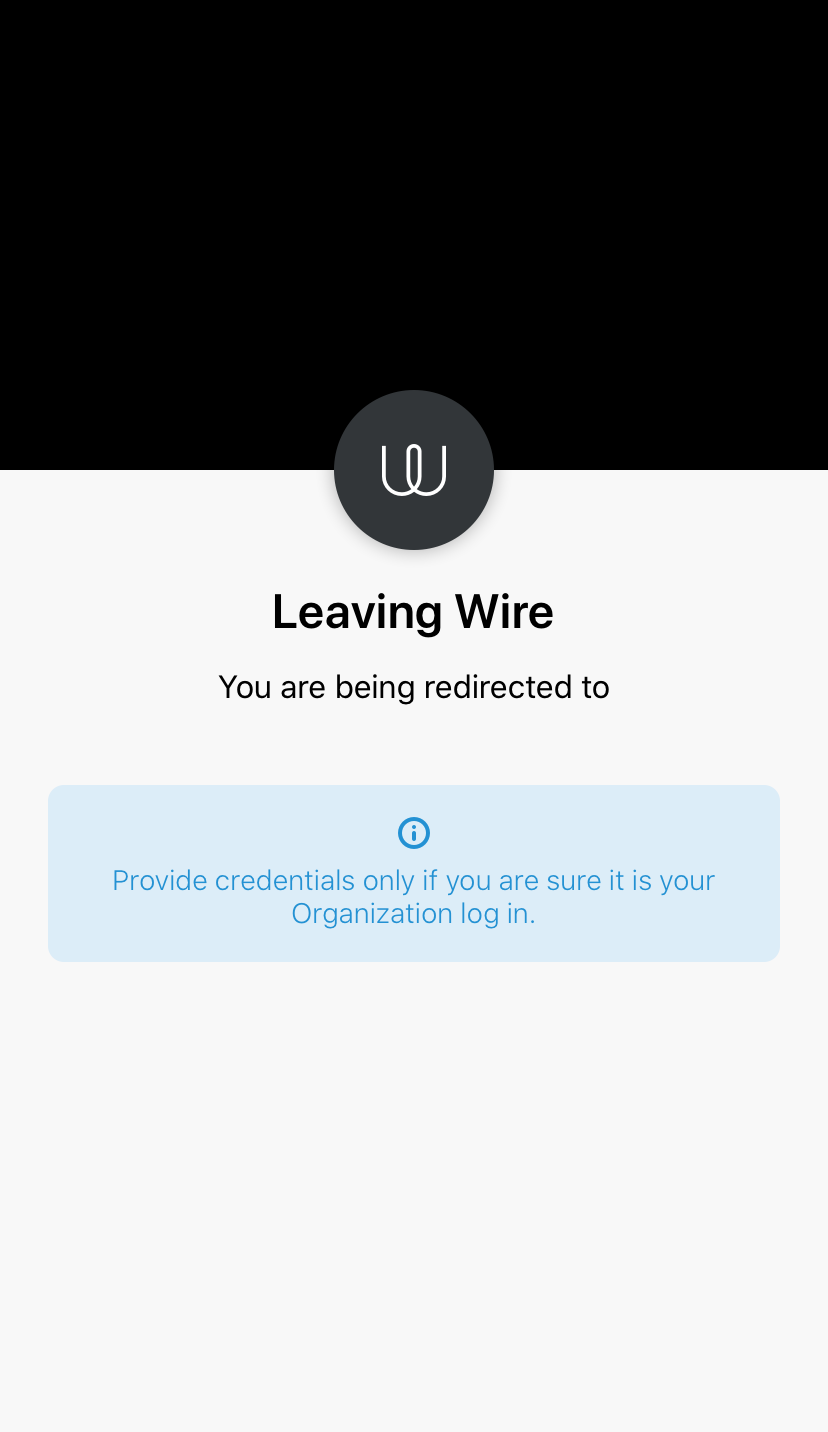 Leaving Wire
You are being redirected to
Provide credentials only if you are sure it is your
Organization log in.